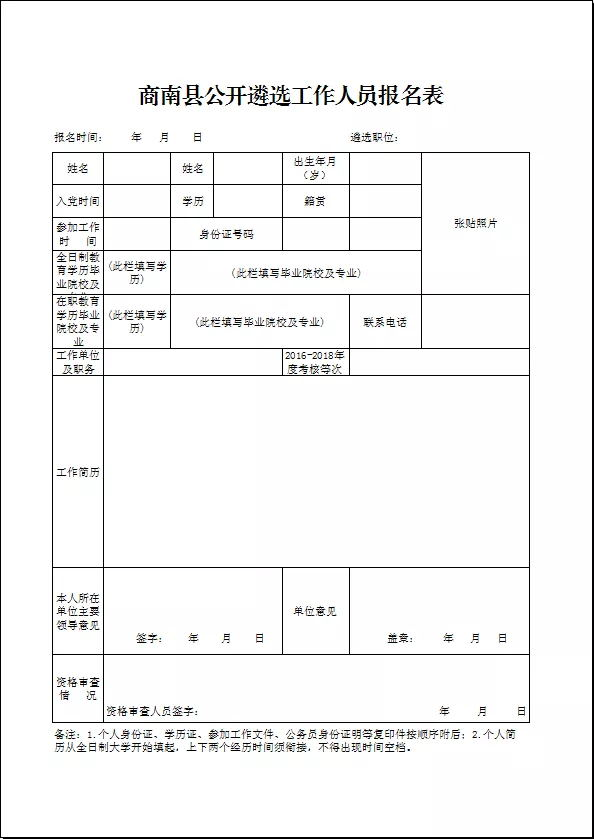 商南县公开遴选工作人员报名表
报名时间： 年 月 日 遴选职位：
姓名 姓名 出生年月
（岁）
入党时间 学历 籍贯
张贴照片
参加工作
时 间
身份证号码
全日制教
育学历毕
业院校及
(此栏填写学
历)
(此栏填写毕业院校及专业)
在职教育
学历毕业
院校及专
业
(此栏填写学
历)
(此栏填写毕业院校及专业)
联系电话
工作单位
及职务
2016-2018年
度考核等次
工作简历
本人所在
单位主要
领导意见
签字： 年 月 日
单位意见
盖章： 年 月 日
资格审查
情 况
资格审查人员签字： 年 月 日
备注：1.个人身份证、学历证、参加工作文件、公务员身份证明等复印件按顺序附后；2.个人简
历从全日制大学开始填起，上下两个经历时间须衔接，不得出现时间空档。